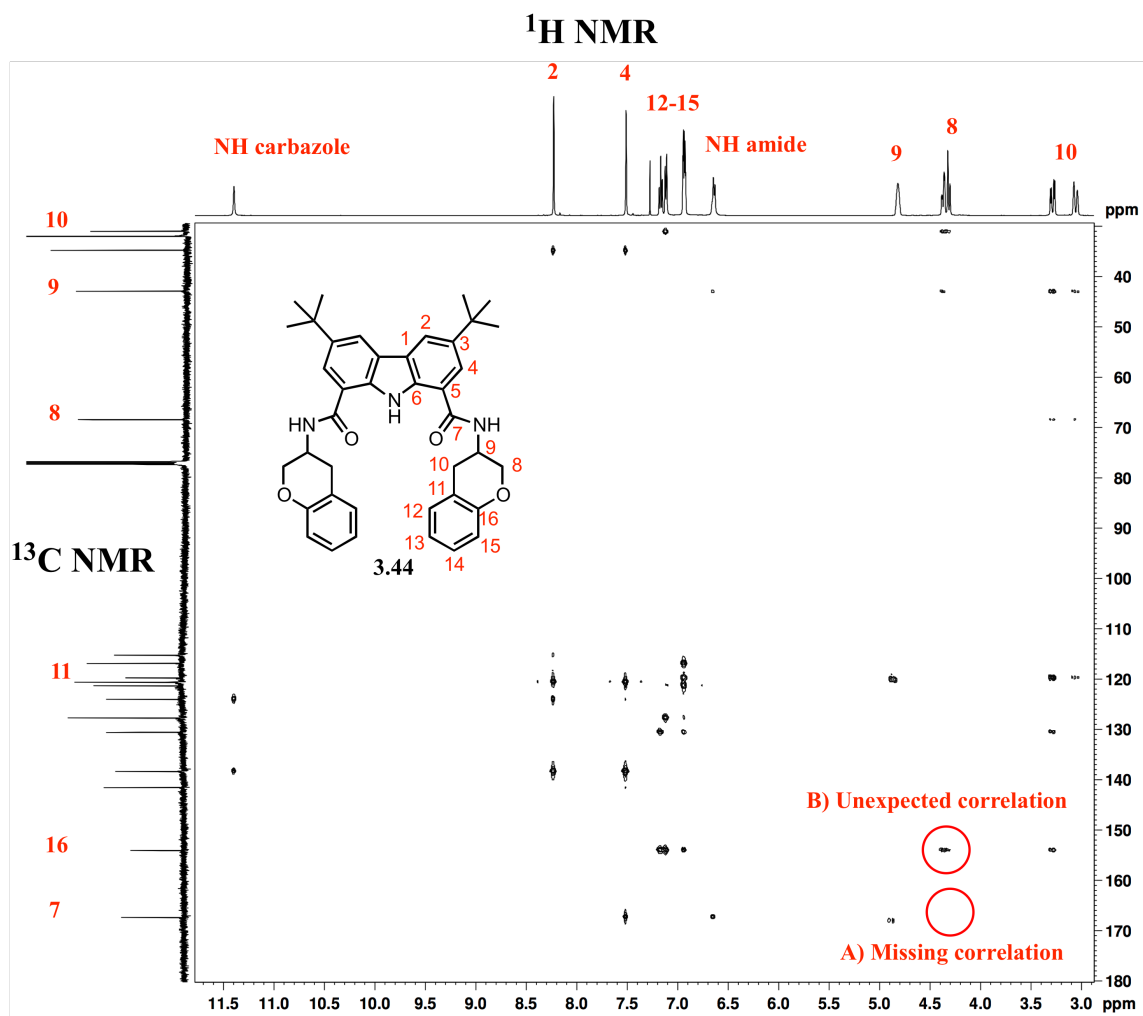 ¹H NMR
2
4
12-15
8
NH carbazole
NH amide
9
10
ppm
10
9
8
¹³C NMR
11
16
7
2
1
3
4
6
5
N
H
H
N
O
O
N
H
7
9
10
8
O
O
11
12
16
13
15
14
3.44
B) Unexpected correlation
A) Missing correlation
40
50
60
70
80
90
100
110
120
130
140
150
160
170
180
11.5 11.0 10.5 10.0 9.5 9.0 8.5 8.0 7.5 7.0 6.5 6.0 5.5 5.0 4.5 4.0 3.5 3.0 ppm
ppm